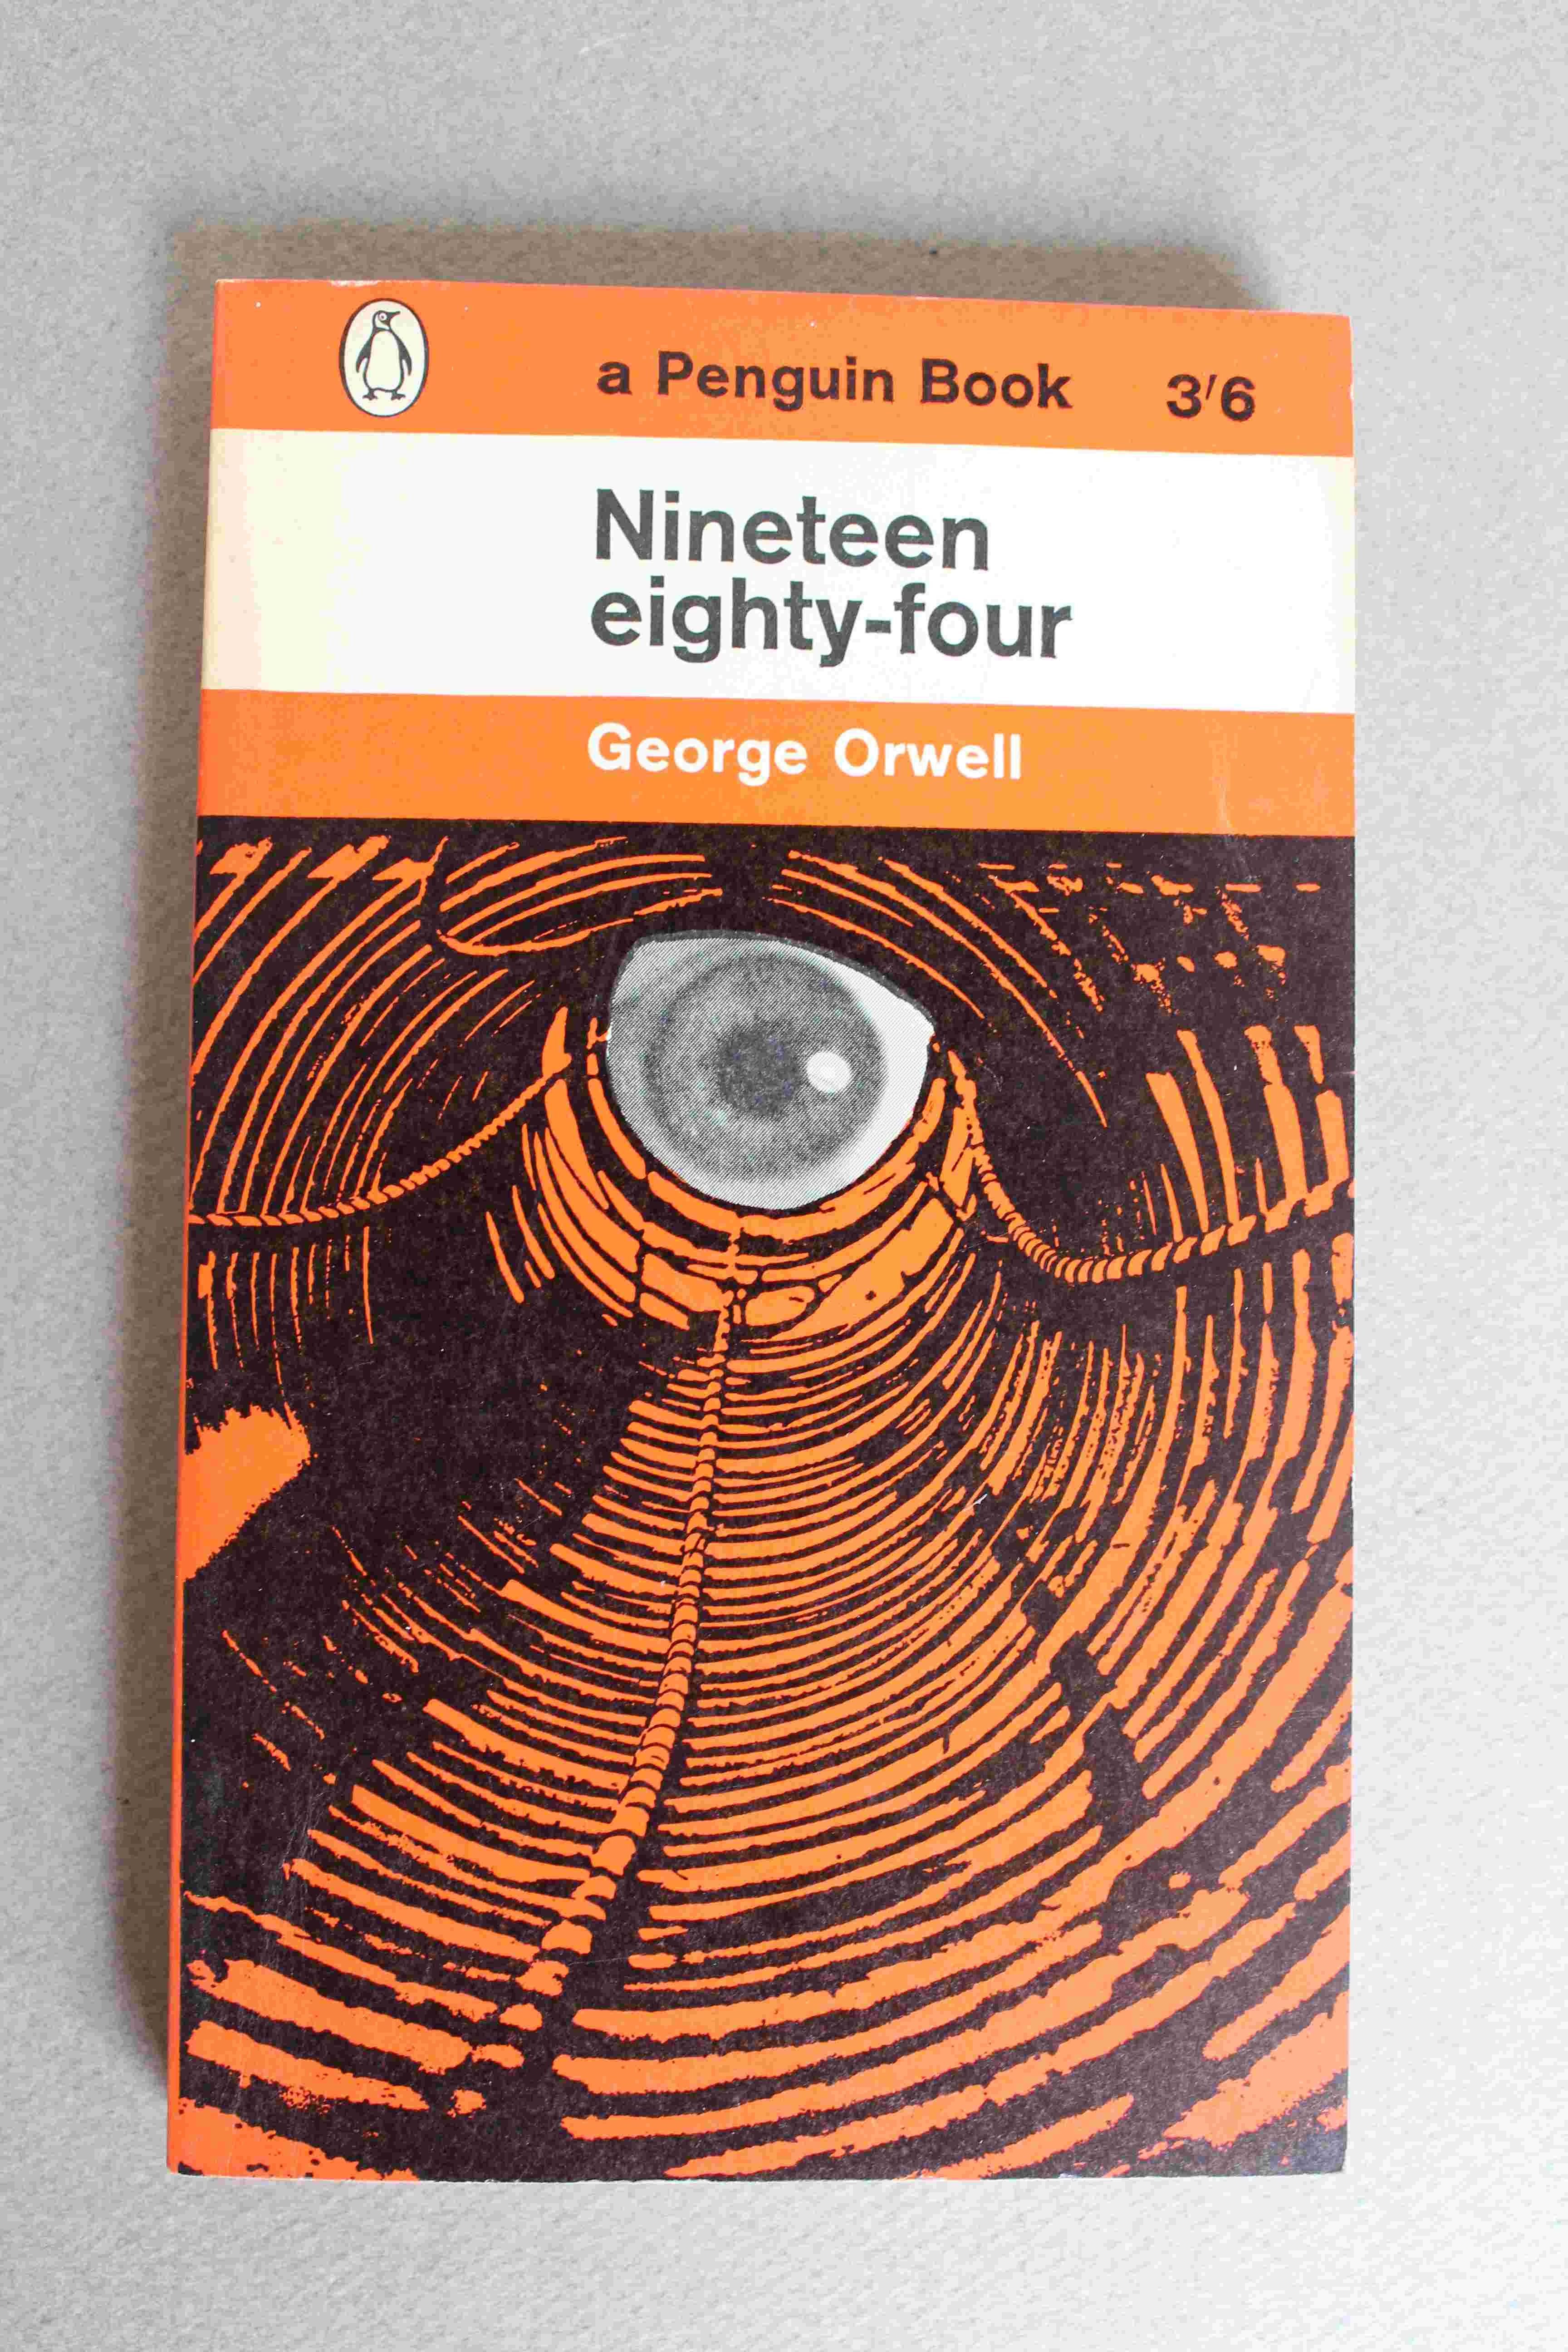 a Penguin Book 3'6
Nineteen
eighty-four
George Orwell